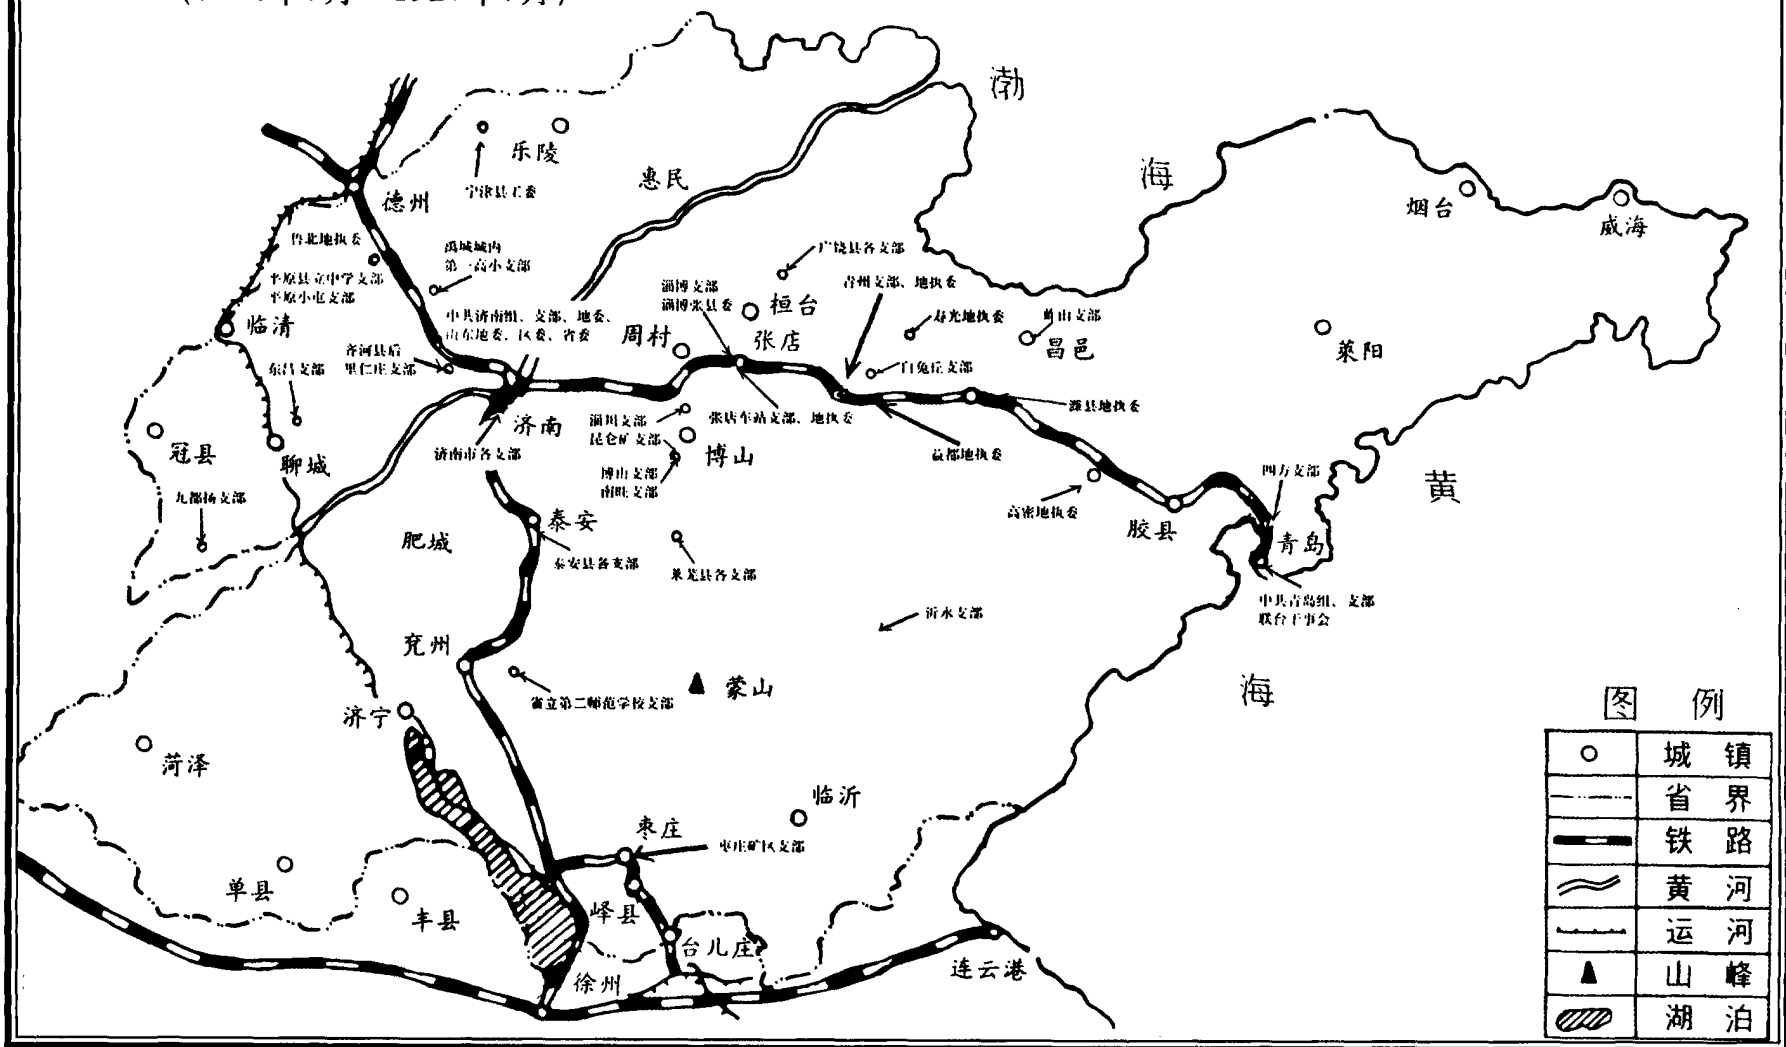 渤
海
乐陵
宁津县工委
惠民
德州
烟台
威海
鲁北地执委
禹城城内
第一高小支部
广饶县各支部
平原县立中学支部
平原小屯支部
淄博支部
淄博张县委
青州支部、地执委
桓台
临清
中共济南组、支部、地委、
山东地委、区委、省委
周村
张店
寿光地执委
支部
昌邑
莱阳
齐河县后
里仁庄支部
东昌支部
白兔丘支部
潍县地执委
济南
淄川支部
昆仑矿支部
张店车站支部、地执委
冠县
聊城
济南市各支部
博山
博山支部
南旺支部
益都地执委
四方支部
黄
海
九都杨支部
高密地执委
胶县
青岛
肥城
泰安
泰安县各支部
莱芜县各支部
中共青岛组、支部
联合干事会
沂水支部
兖州
省立第二师范学校支部
蒙山
济宁
菏泽
临沂
枣庄
枣庄矿区支部
单县
丰县
峄县
台儿庄
徐州
连云港
图 例
城 镇
省 界
铁 路
黄 河
运 河
山 峰
湖 泊